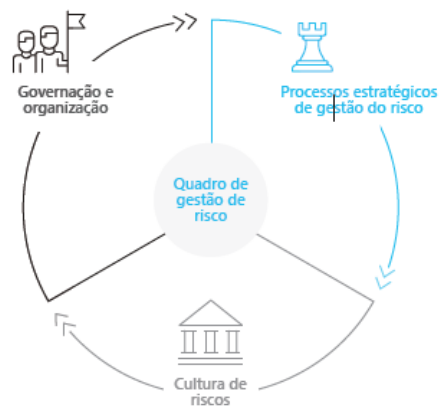 Governação e
organização
Processos estratégicos
de gestão do risco
Quadro de
gestão de
risco
Cultura de
riscos